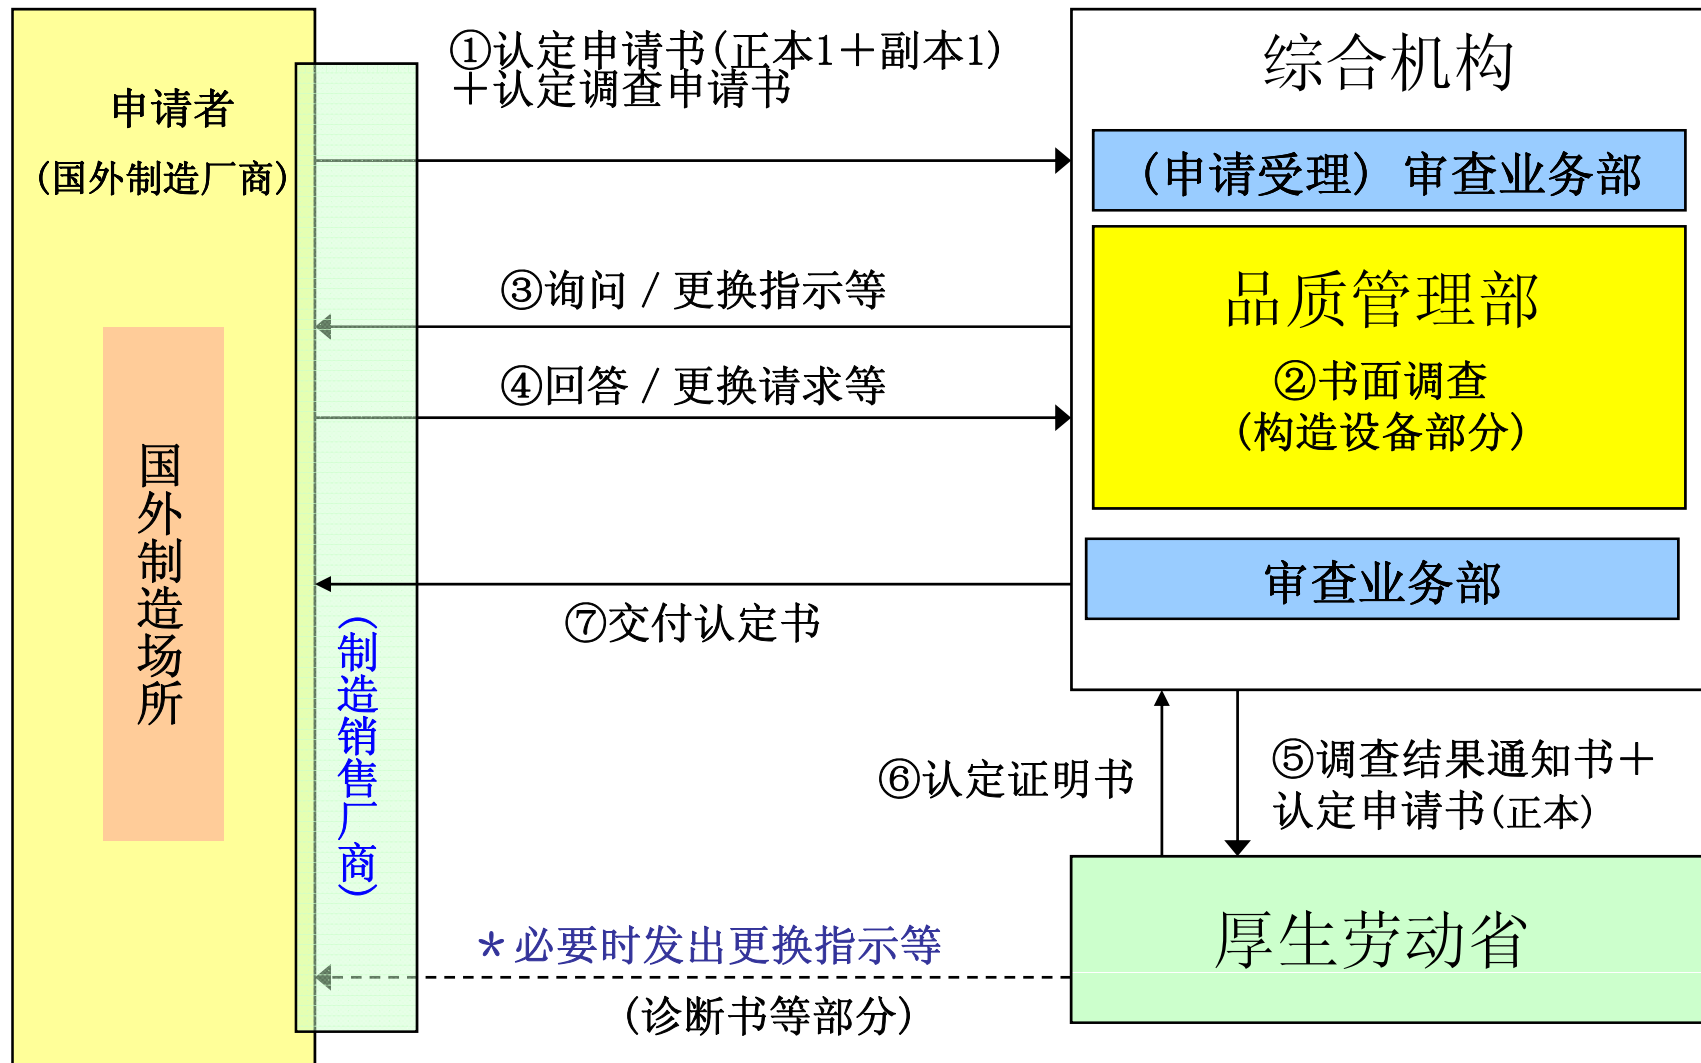 申请者
(国外制造厂商)
国外制造场所
(制造销售厂商)
①认定申请书(正本1＋副本1)
＋认定调查申请书
③询问 / 更换指示等
④回答 / 更换请求等
⑦交付认定书
综合机构
(申请受理) 审查业务部
品质管理部
②书面调查
(构造设备部分)
审查业务部
⑥认定证明书
⑤调查结果通知书＋
认定申请书(正本)
厚生劳动省
＊必要时发出更换指示等
(诊断书等部分)